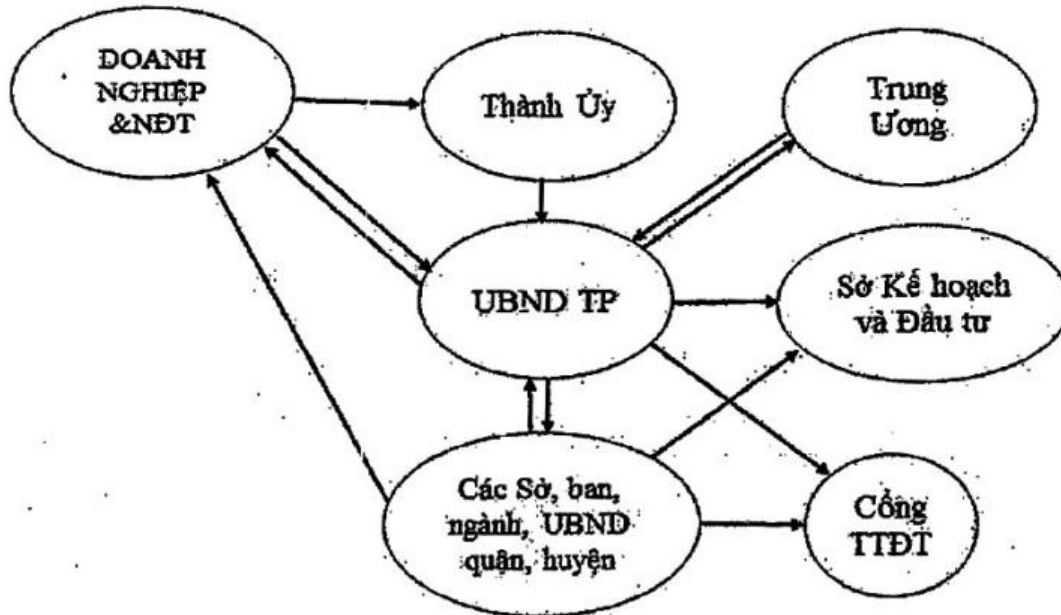 DOANH
NGHIỆP
&NĐT
Thành Ủy
Trung
Ương
UBND TP
Sở Kế hoạch
và Đầu tư
Các Sở, ban,
ngành, UBND
quận, huyện
Cổng
TTĐT